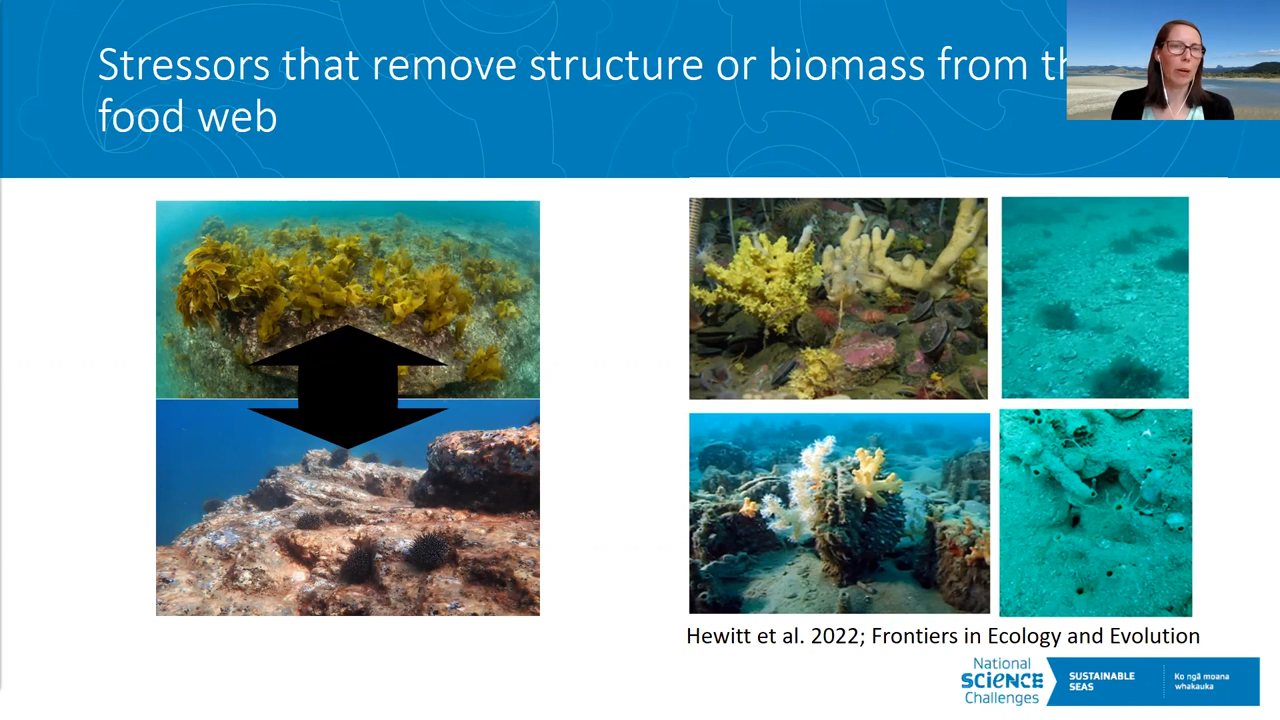 Stressors that remove structure or biomass from th
food web
Hewitt et al. 2022; Frontiers in Ecology and Evolution
National
SCIENCE
Challenges
SUSTAINABLE
SEAS
Ko ngā moana
whakauka